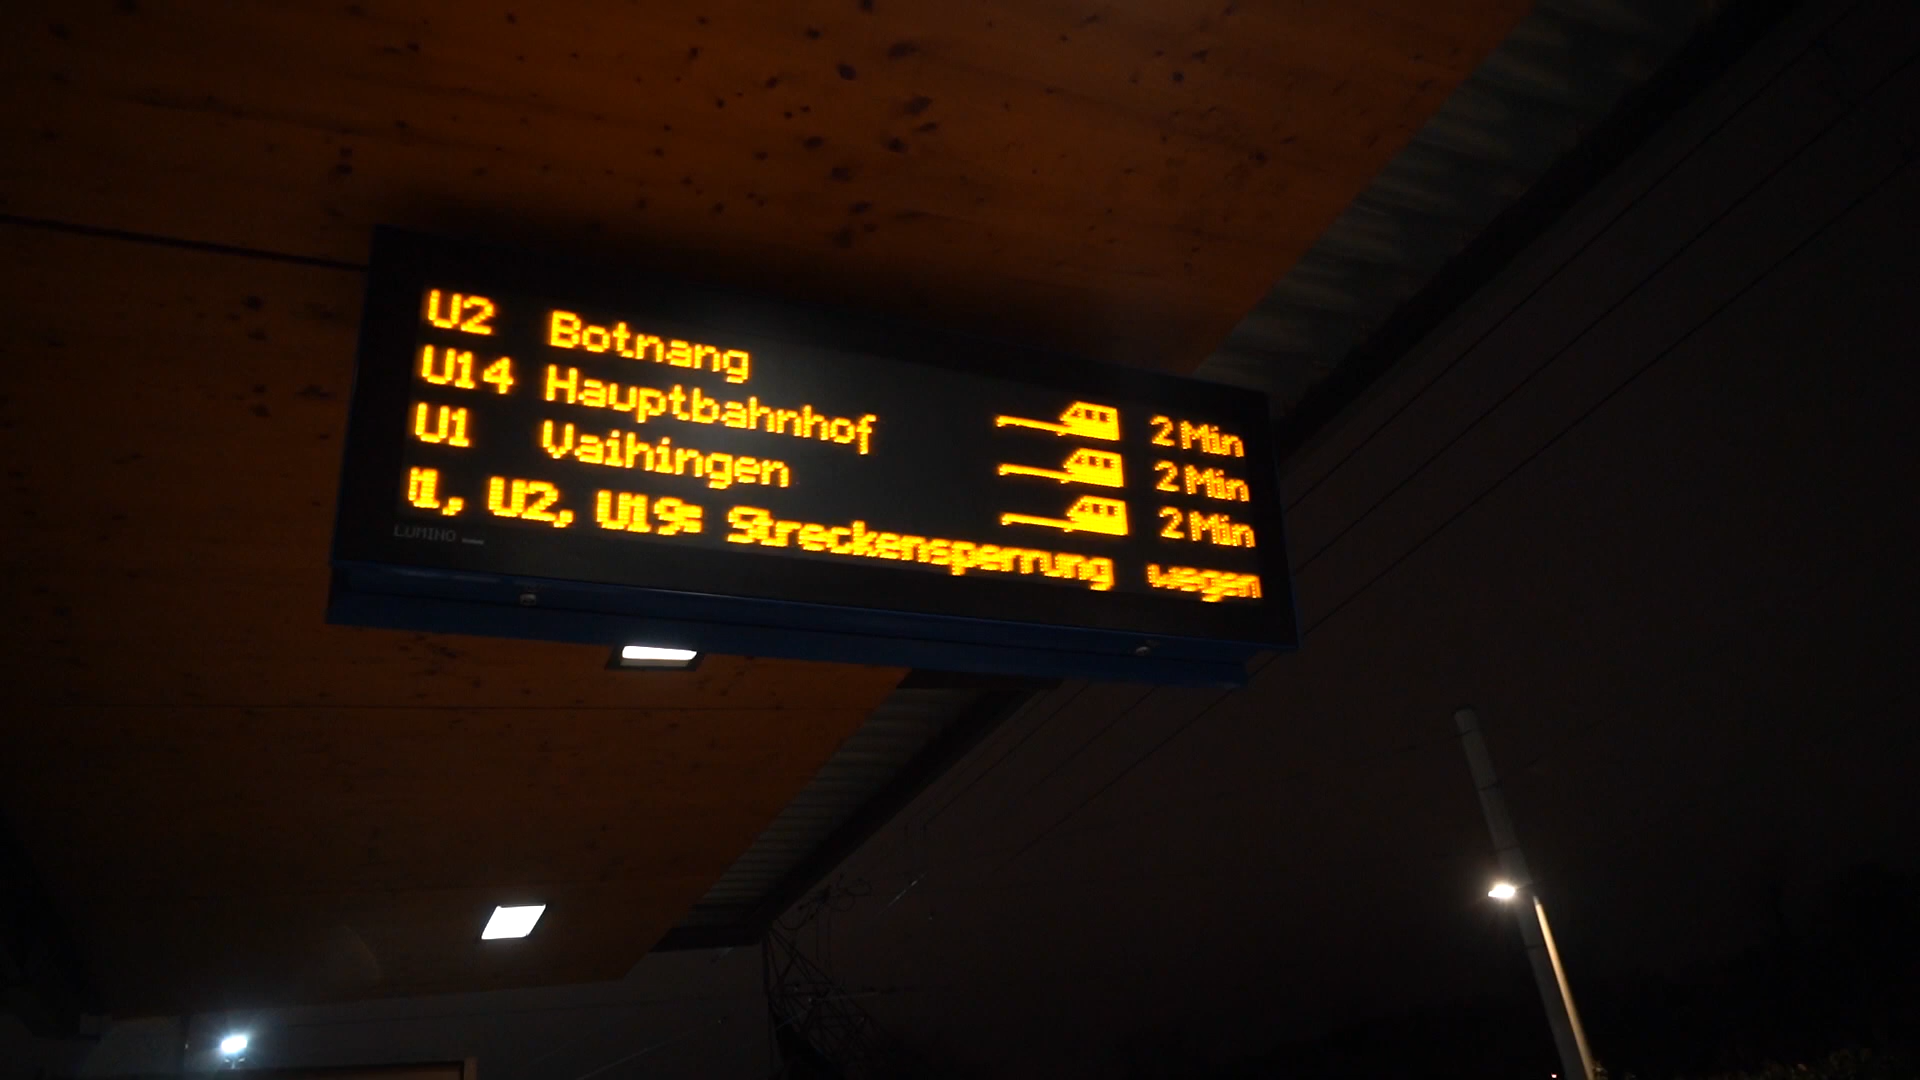 U2 Botnang 2 Min
U14 Hauptbahnhof 2 Min
U1 Vaihingen 2 Min
U1, U2, U19: Streckensperrung wegen
LUMINO